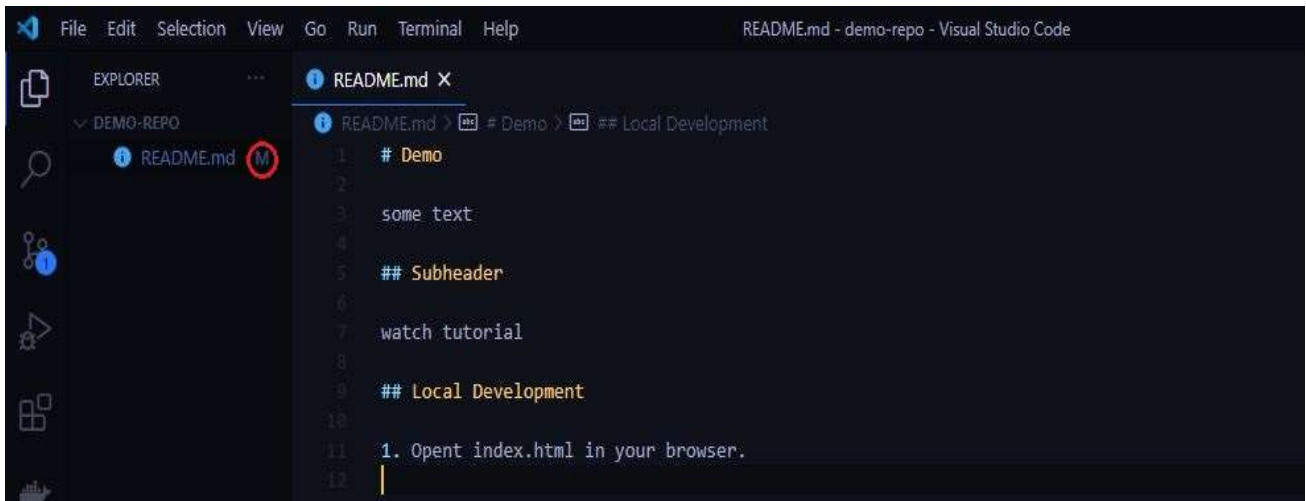 File Edit Selection View Go Run Terminal Help README.md - demo-repo - Visual Studio Code
EXPLORER ...
README.md
DEMO-REPO
README.md > # Demo > ## Local Development
README.md M
1 # Demo
2
3 some text
4
5 ## Subheader
6
7 watch tutorial
8
9 ## Local Development
10
11 1. Opent index.html in your browser.
12
1